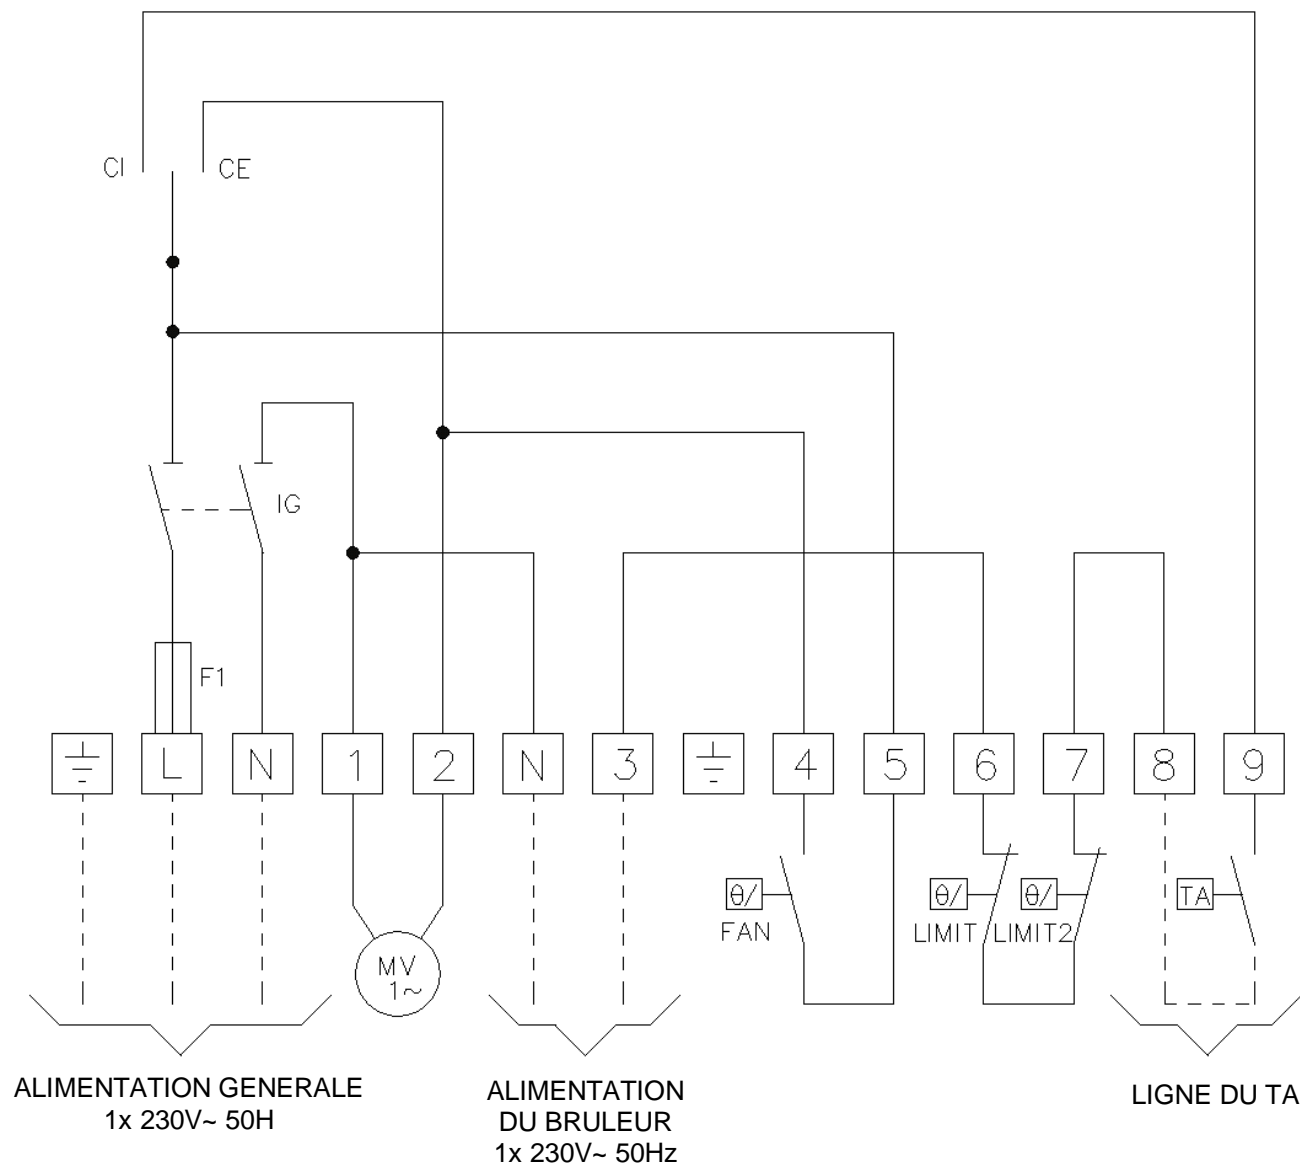 CI
CE
IG
F1
L N 1 2 N 3 4 5 6 7 8 9
θ/ θ/ θ/ TA
FAN LIMIT LIMIT2
MV
1~
ALIMENTATION GENERALE
1x 230V~ 50H
ALIMENTATION
DU BRULEUR
1x 230V~ 50Hz
LIGNE DU TA